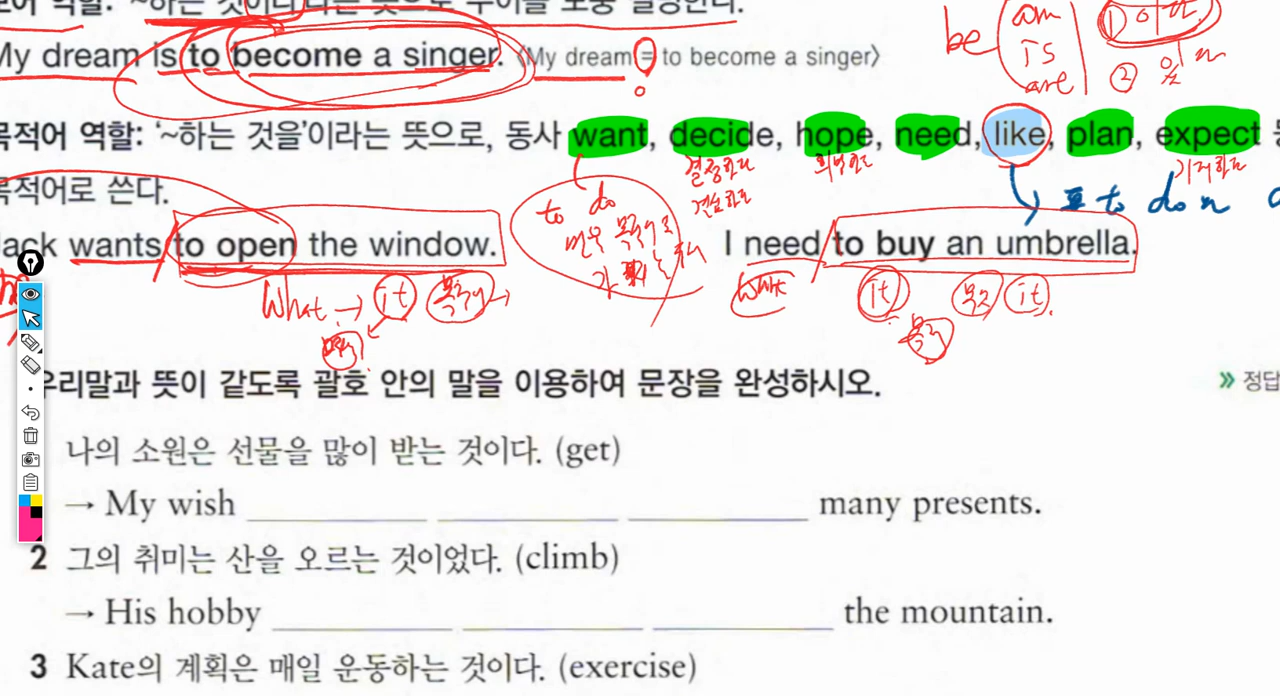 역할: '~하는 것이다'라는 뜻으로 주어를 보충 설명한다.
be am is are ① ②
My dream is to become a singer. 〈My dream = to become a singer〉
목적어 역할: '~하는 것을'이라는 뜻으로, 동사 want, decide, hope, need, like, plan, expect 등
결정하다 희망하다 기대하다
목적어로 쓴다.
to do
Jack wants to open the window. I need to buy an umbrella.
What → it 목적어 → What it it
우리말과 뜻이 같도록 괄호 안의 말을 이용하여 문장을 완성하시오. » 정답
나의 소원은 선물을 많이 받는 것이다. (get)
→ My wish many presents.
2 그의 취미는 산을 오르는 것이었다. (climb)
→ His hobby the mountain.
3 Kate의 계획은 매일 운동하는 것이다. (exercise)